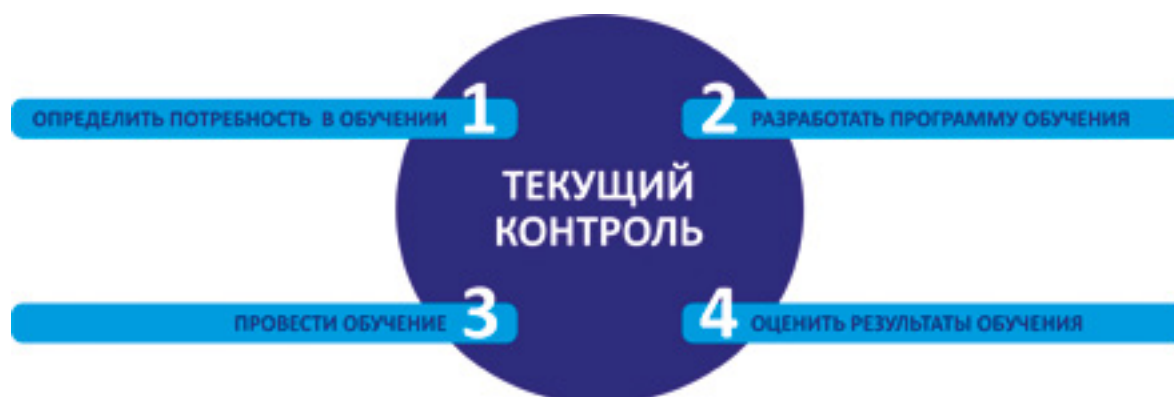 1
ОПРЕДЕЛИТЬ ПОТРЕБНОСТЬ В ОБУЧЕНИИ
2
РАЗРАБОТАТЬ ПРОГРАММУ ОБУЧЕНИЯ
ТЕКУЩИЙ
КОНТРОЛЬ
3
ПРОВЕСТИ ОБУЧЕНИЕ
4
ОЦЕНИТЬ РЕЗУЛЬТАТЫ ОБУЧЕНИЯ